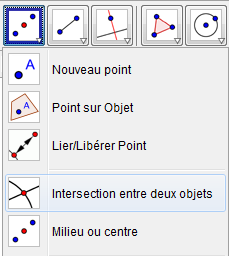 A
Nouveau point
A
Point sur Objet
Lier/Libérer Point
Intersection entre deux objets
Milieu ou centre